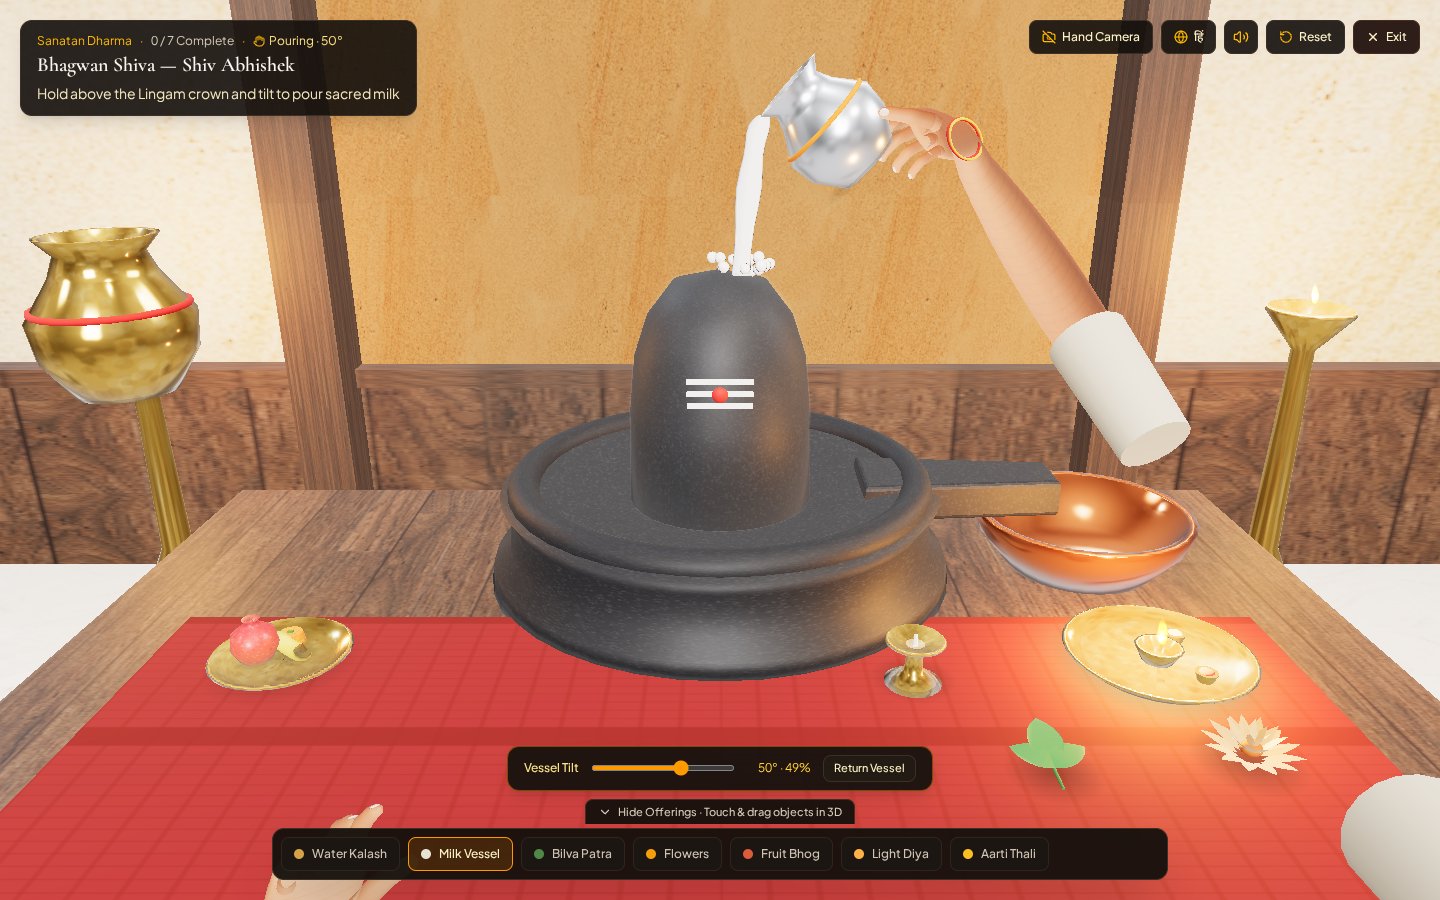 Sanatan Dharma · 0 / 7 Complete · Pouring · 50°
Bhagwan Shiva — Shiv Abhishek
Hold above the Lingam crown and tilt to pour sacred milk
Hand Camera
हिं
Reset
Exit
Vessel Tilt 50° · 49% Return Vessel
Hide Offerings · Touch & drag objects in 3D
Water Kalash
Milk Vessel
Bilva Patra
Flowers
Fruit Bhog
Light Diya
Aarti Thali